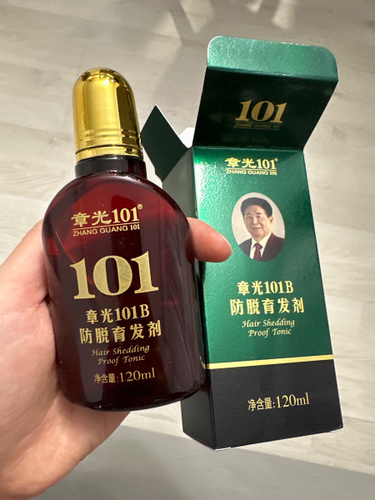 章光101®
ZHANG GUANG 101
101
章光101B
防脱育发剂
Hair Shedding
Proof Tonic
净含量:120ml
101
ZHANG GUANG 101
章光101®
ZHANG GUANG 101
章光101B
防脱育发剂
Hair Shedding
Proof Tonic
净含量:120ml